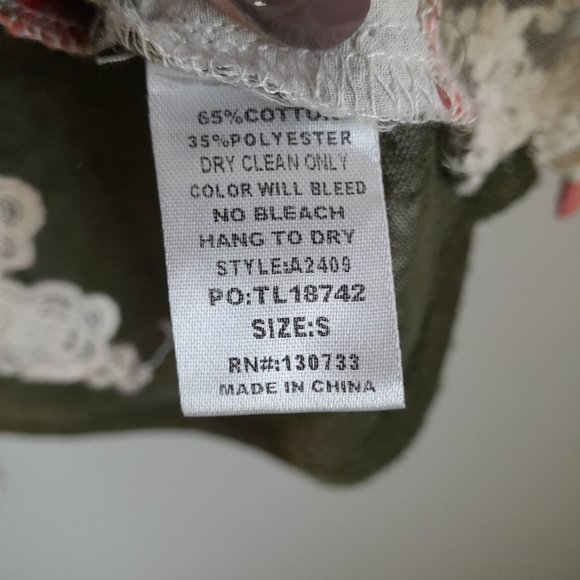 65%COTTON
35%POLYESTER
DRY CLEAN ONLY
COLOR WILL BLEED
NO BLEACH
HANG TO DRY
STYLE:A2409
PO:TL18742
SIZE:S
RN#:130733
MADE IN CHINA